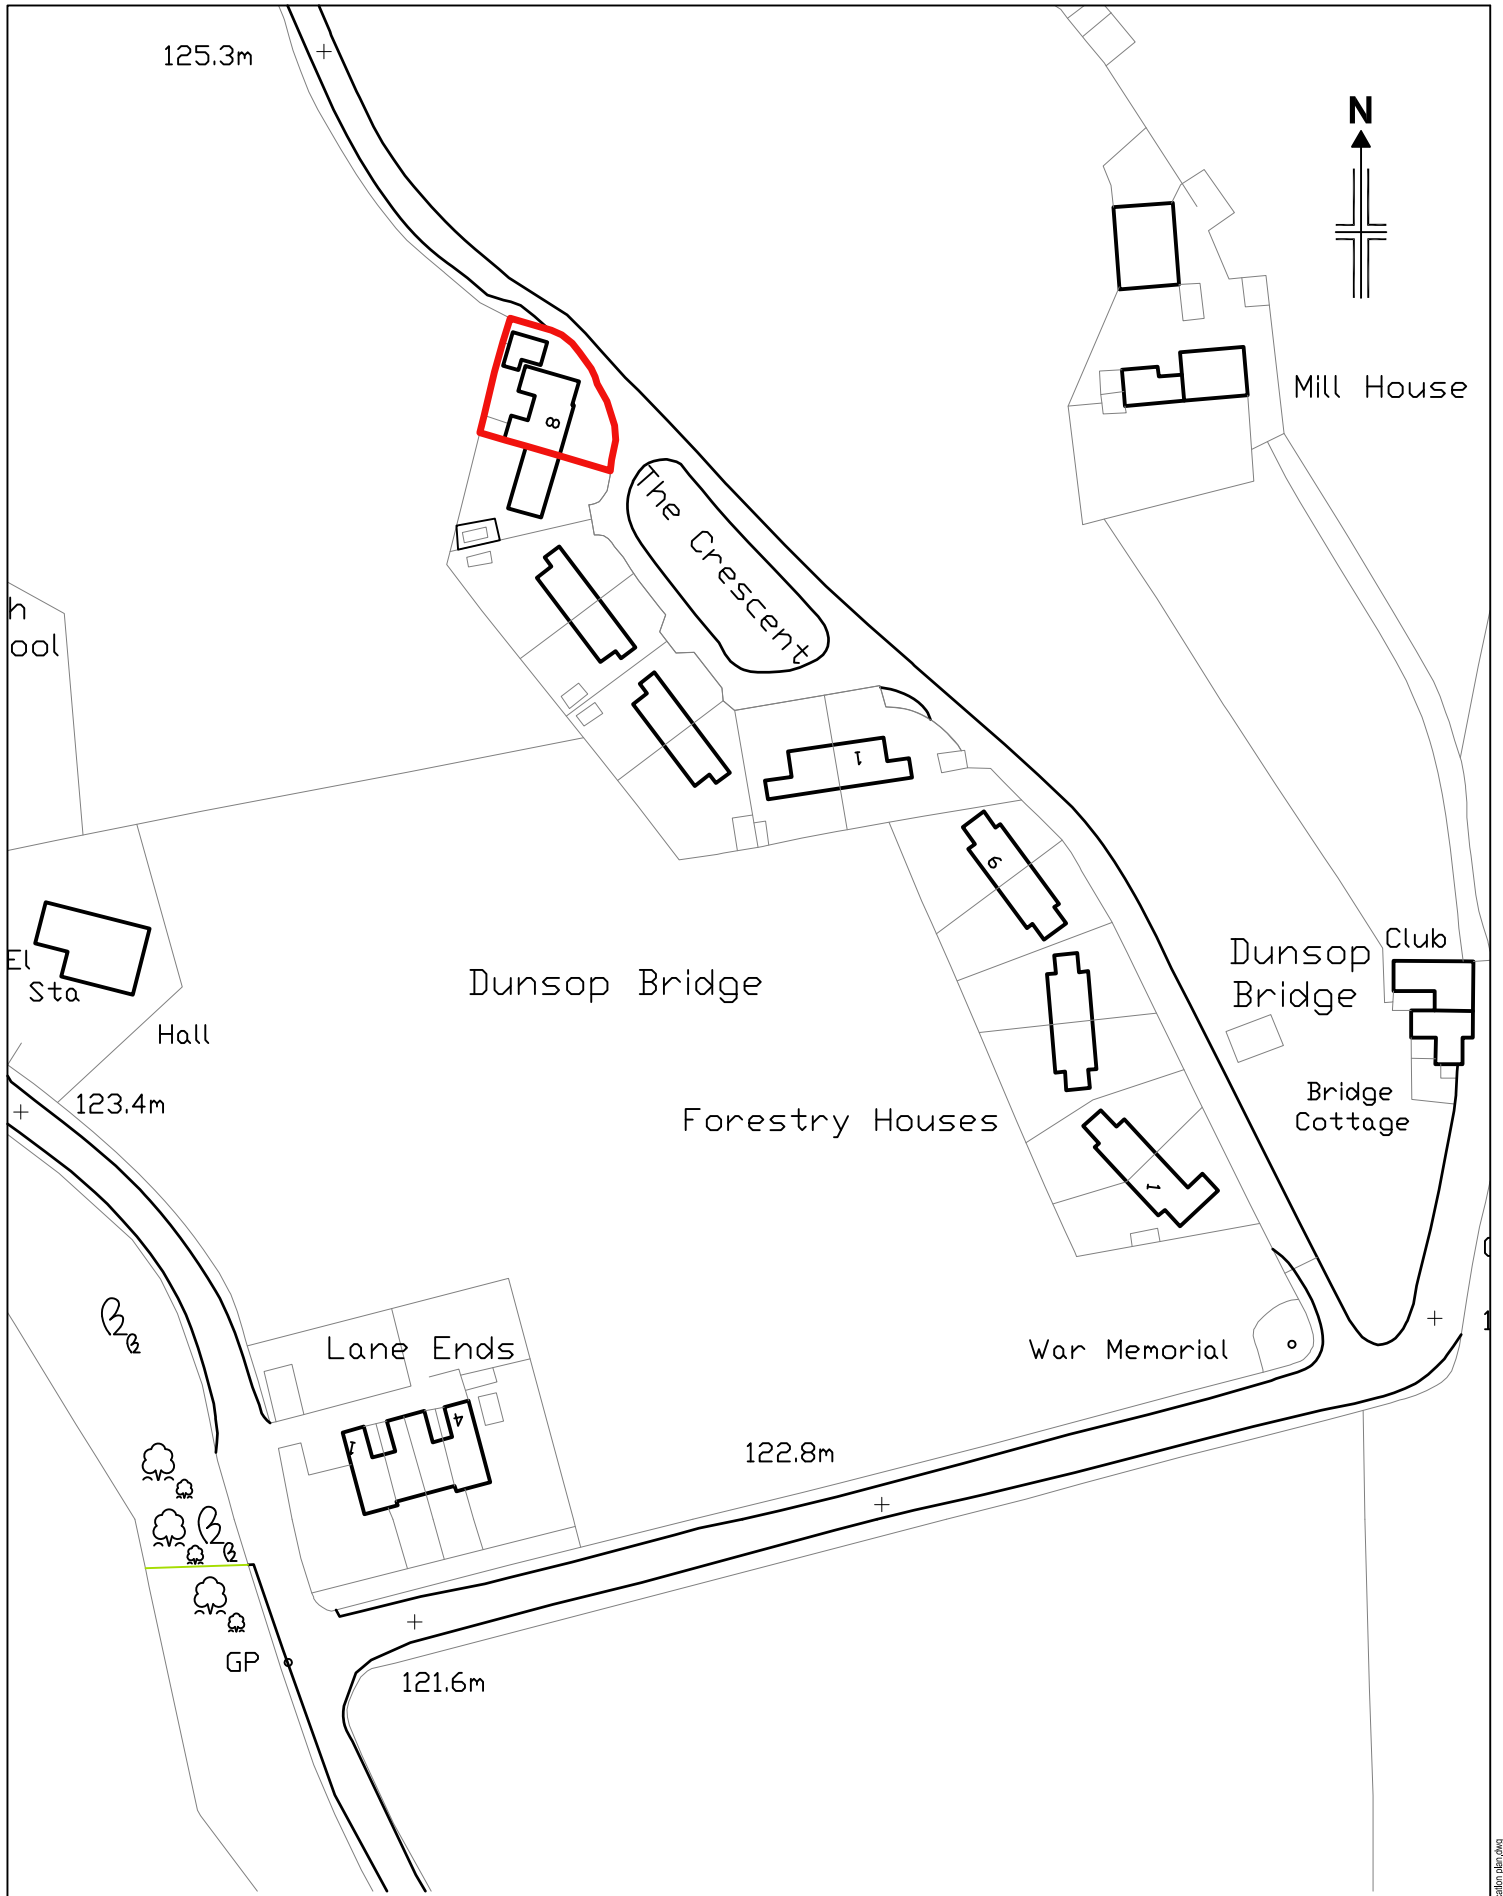 125.3m
N
Mill House
8
The Crescent
h
ool
1
6
Club
Dunsop
Bridge
El
Sta
Dunsop Bridge
Hall
123.4m
Bridge
Cottage
Forestry Houses
1
War Memorial
Lane Ends
1
4
122.8m
GP
121.6m